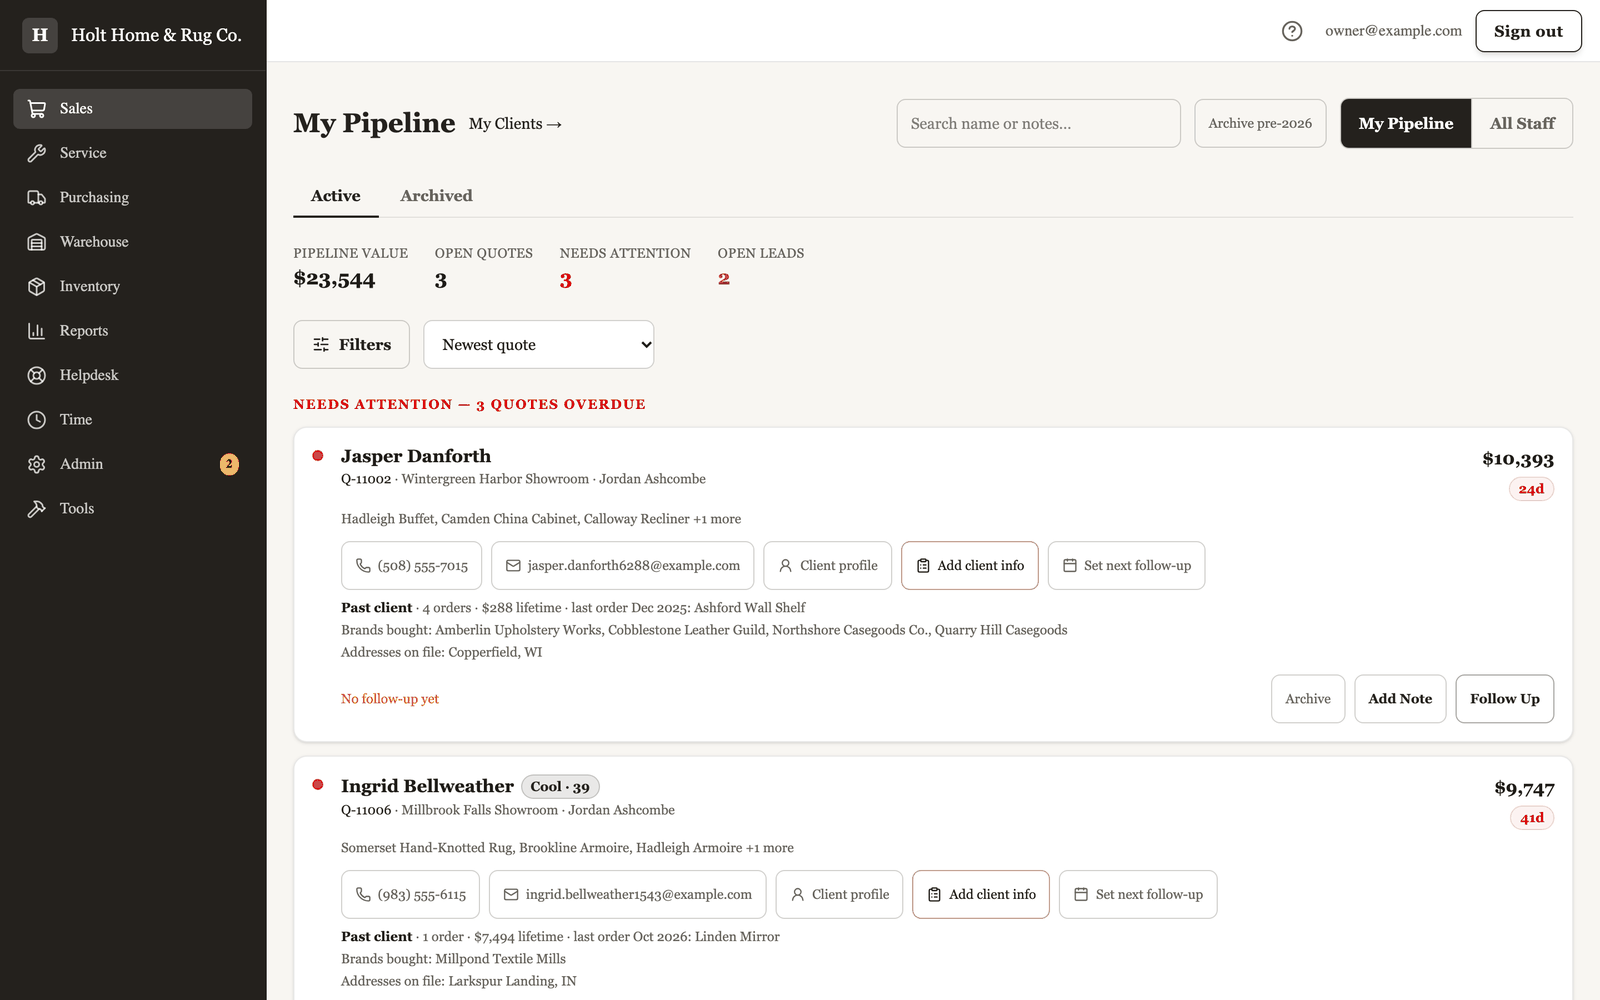 H Holt Home & Rug Co.
owner@example.com
Sign out
Sales
Service
Purchasing
Warehouse
Inventory
Reports
Helpdesk
Time
Admin 2
Tools
My Pipeline My Clients →
Search name or notes...
Archive pre-2026
My Pipeline
All Staff
Active
Archived
PIPELINE VALUE
$23,544
OPEN QUOTES
3
NEEDS ATTENTION
3
OPEN LEADS
2
Filters
Newest quote
NEEDS ATTENTION — 3 QUOTES OVERDUE
Jasper Danforth
$10,393
Q-11002 · Wintergreen Harbor Showroom · Jordan Ashcombe
24d
Hadleigh Buffet, Camden China Cabinet, Calloway Recliner +1 more
(508) 555-7015
jasper.danforth6288@example.com
Client profile
Add client info
Set next follow-up
Past client · 4 orders · $288 lifetime · last order Dec 2025: Ashford Wall Shelf
Brands bought: Amberlin Upholstery Works, Cobblestone Leather Guild, Northshore Casegoods Co., Quarry Hill Casegoods
Addresses on file: Copperfield, WI
No follow-up yet
Archive
Add Note
Follow Up
Ingrid Bellweather Cool · 39
$9,747
Q-11006 · Millbrook Falls Showroom · Jordan Ashcombe
41d
Somerset Hand-Knotted Rug, Brookline Armoire, Hadleigh Armoire +1 more
(983) 555-6115
ingrid.bellweather1543@example.com
Client profile
Add client info
Set next follow-up
Past client · 1 order · $7,494 lifetime · last order Oct 2026: Linden Mirror
Brands bought: Millpond Textile Mills
Addresses on file: Larkspur Landing, IN